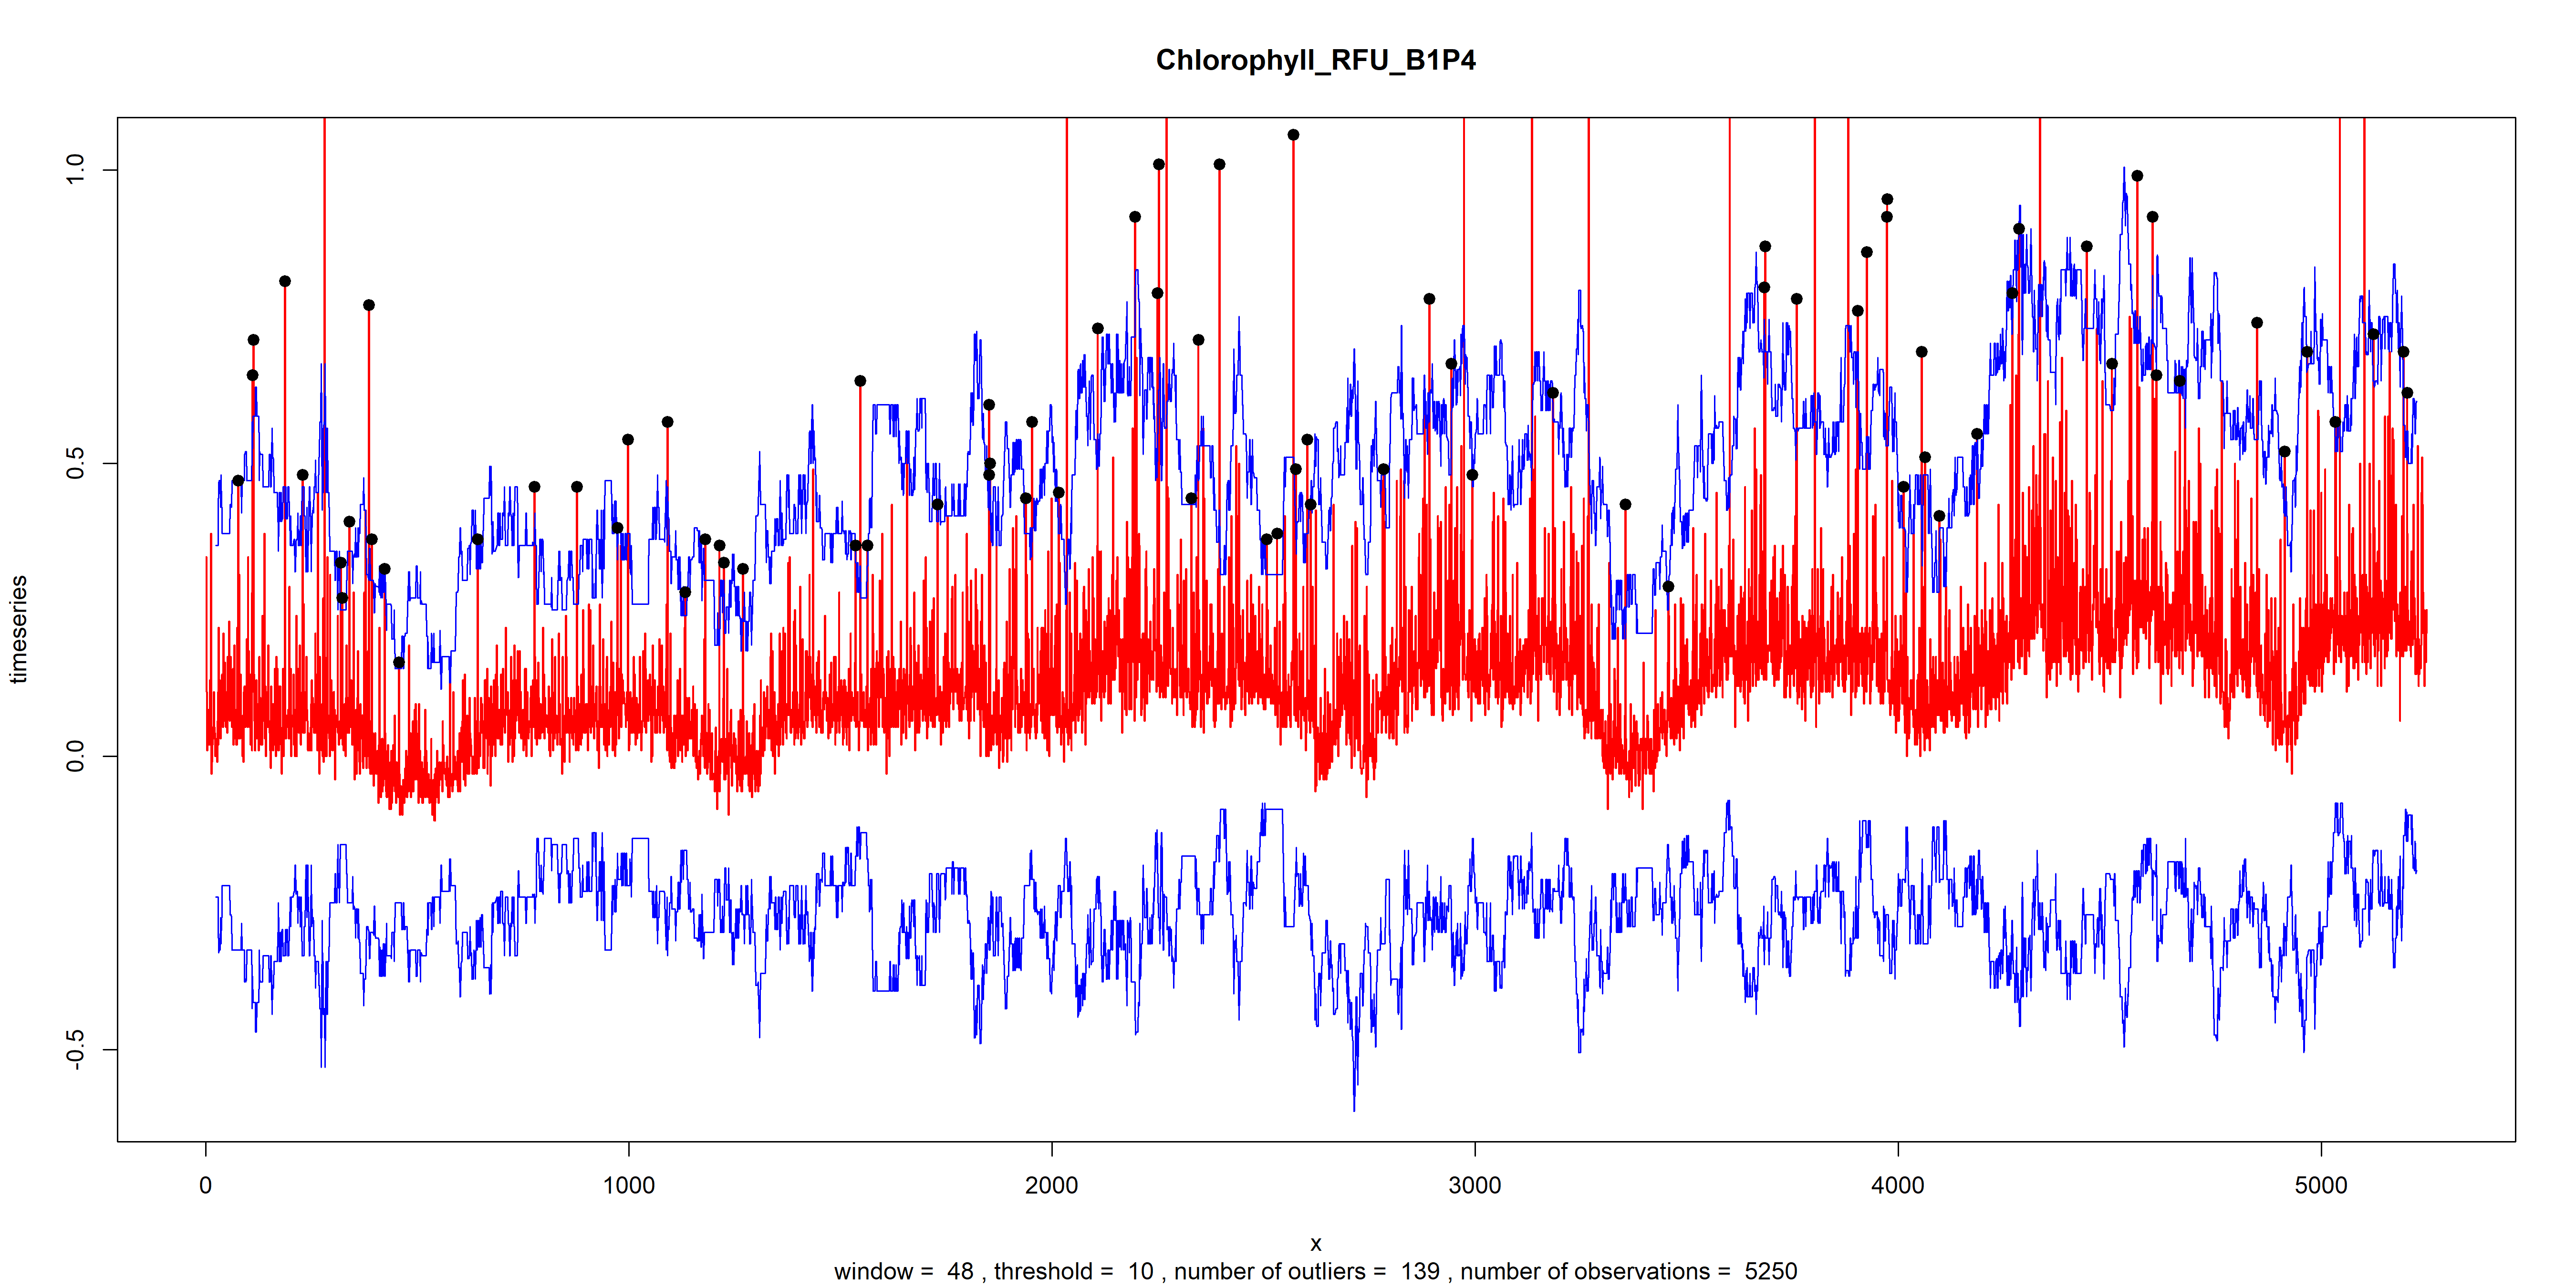 Chlorophyll_RFU_B1P4
1.0
0.5
0.0
-0.5
timeseries
0 1000 2000 3000 4000 5000
x
window = 48 , threshold = 10 , number of outliers = 139 , number of observations = 5250